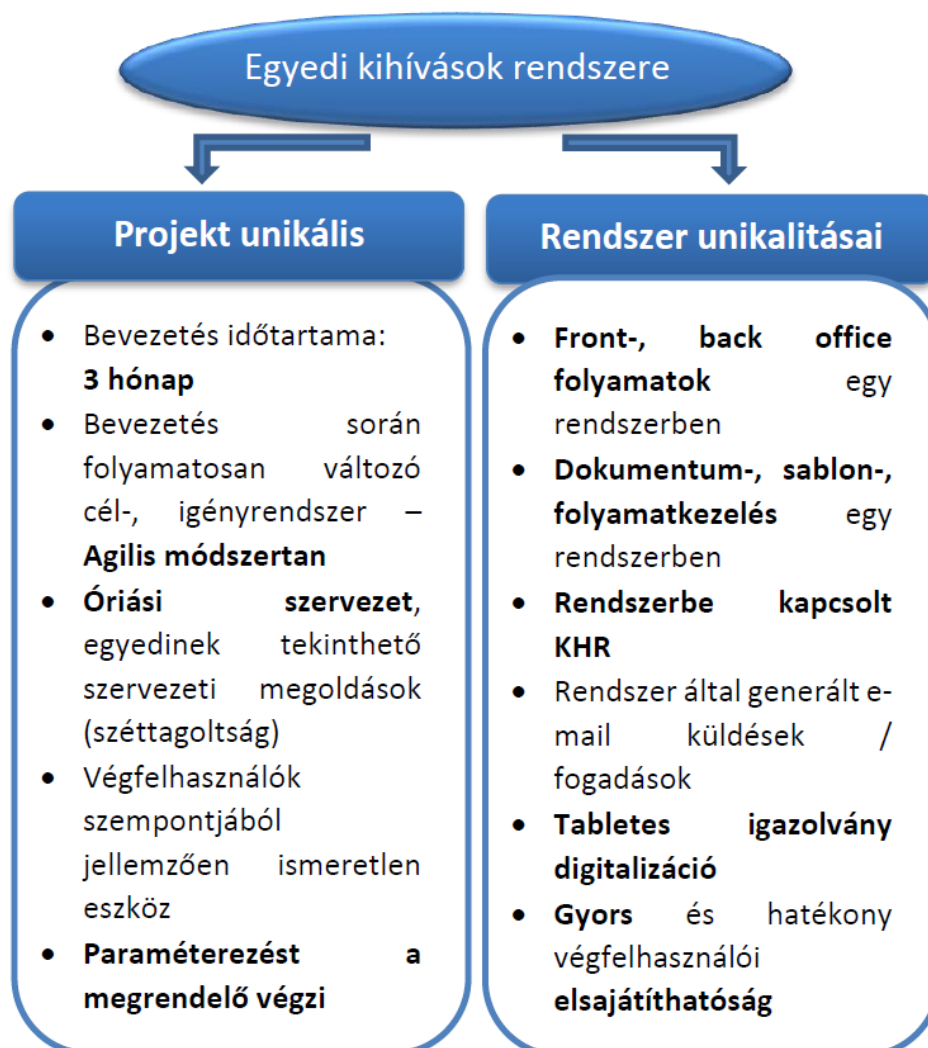 Egyedi kihívások rendszere
Projekt unikális
• Bevezetés időtartama:
3 hónap
• Bevezetés során
folyamatosan változó
cél-, igényrendszer –
Agilis módszertan
• Óriási szervezet,
egyedinek tekinthető
szervezeti megoldások
(széttagoltság)
• Végfelhasználók
szempontjából
jellemzően ismeretlen
eszköz
• Paraméterezést a
megrendelő végzi
Rendszer unikalitásai
• Front-, back office
folyamatok egy
rendszerben
• Dokumentum-, sablon-,
folyamatkezelés egy
rendszerben
• Rendszerbe kapcsolt
KHR
• Rendszer által generált e-
mail küldések /
fogadások
• Tabletes igazolvány
digitalizáció
• Gyors és hatékony
végfelhasználói
elsajátíthatóság